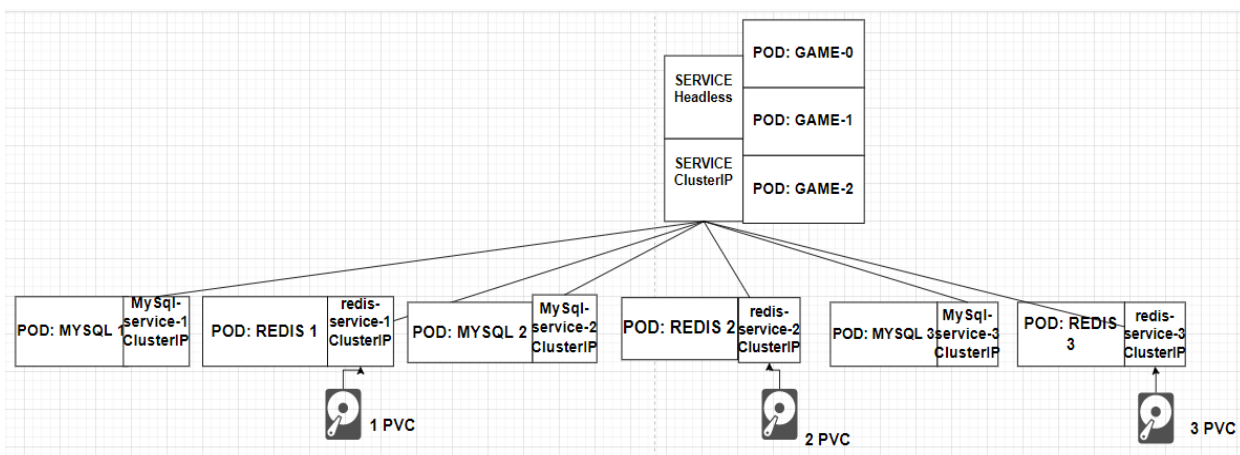 POD: GAME-0
SERVICE
Headless
POD: GAME-1
SERVICE
ClusterIP
POD: GAME-2
POD: MYSQL 1
MySql-
service-1
ClusterIP
POD: REDIS 1
redis-
service-1
ClusterIP
POD: MYSQL 2
MySql-
service-2
ClusterIP
POD: REDIS 2
redis-
service-2
ClusterIP
POD: MYSQL 3
MySql-
service-3
ClusterIP
POD: REDIS
3
redis-
service-3
ClusterIP
1 PVC
2 PVC
3 PVC